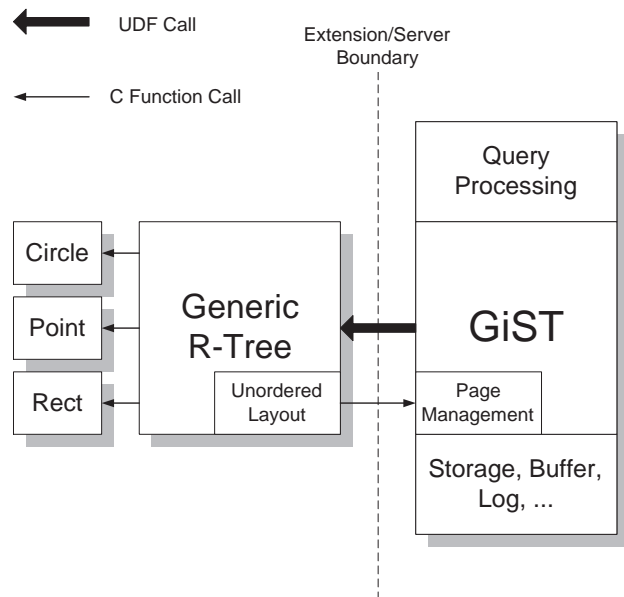 UDF Call
C Function Call
Extension/Server
Boundary
Query
Processing
Circle
Point
Rect
Generic
R-Tree
Unordered
Layout
GiST
Page
Management
Storage, Buffer,
Log, ...